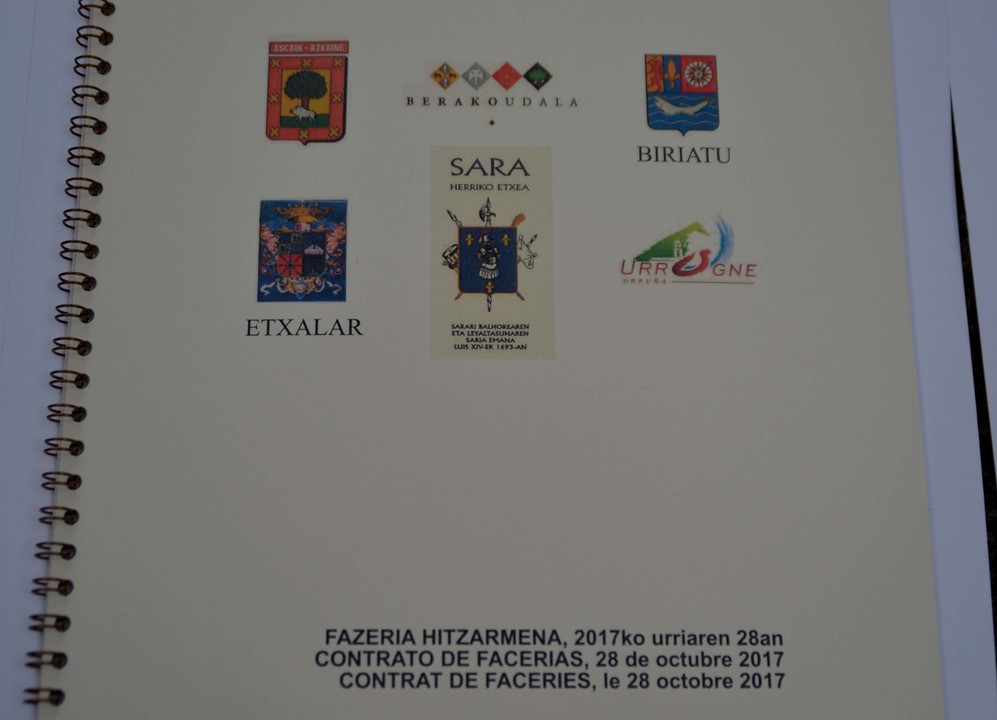 ASCAIN - AZKAINE
BERAKOUDALA
BIRIATU
SARA
HERRIKO ETXEA
ETXALAR
SARARI BALHOREAREN
ETA LEYALTASUNAREN
SARIA EMANA
LUIS XIV-EK 1693-AN
URRUGNE
URRUÑA
FAZERIA HITZARMENA, 2017ko urriaren 28an
CONTRATO DE FACERIAS, 28 de octubre 2017
CONTRAT DE FACERIES, le 28 octobre 2017